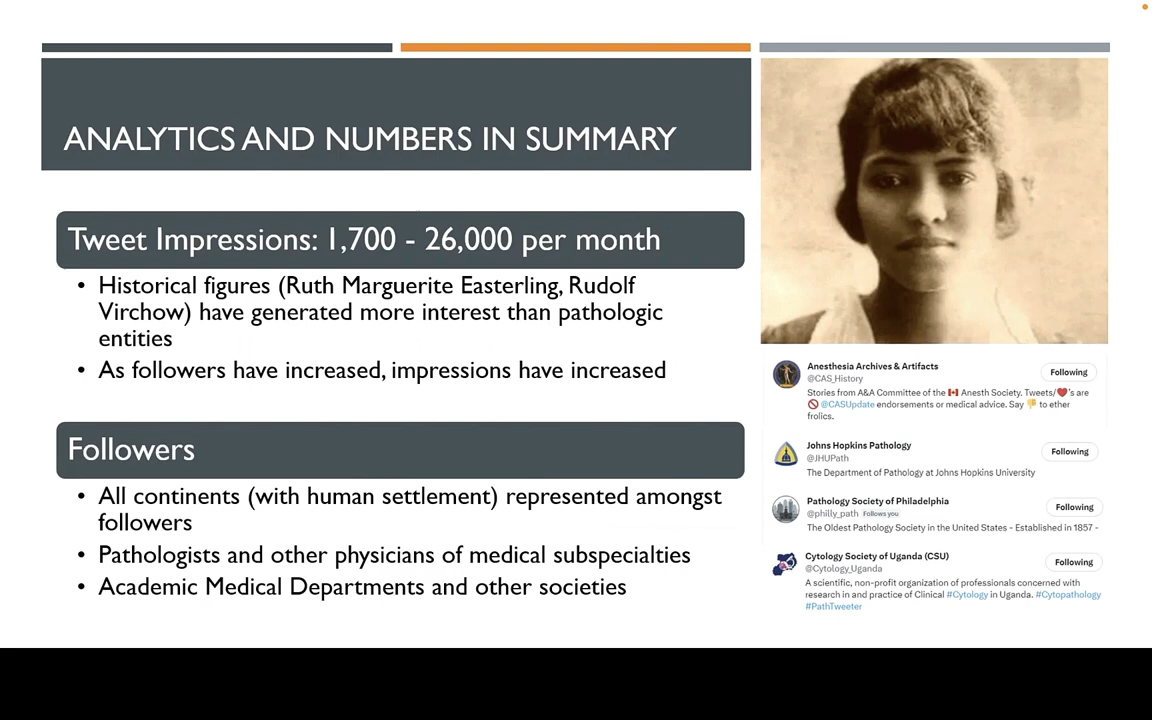 ANALYTICS AND NUMBERS IN SUMMARY
Tweet Impressions: 1,700 - 26,000 per month
• Historical figures (Ruth Marguerite Easterling, Rudolf
Virchow) have generated more interest than pathologic
entities
• As followers have increased, impressions have increased
Followers
• All continents (with human settlement) represented amongst
followers
• Pathologists and other physicians of medical subspecialties
• Academic Medical Departments and other societies
Anesthesia Archives & Artifacts
@CAS_History
Following
Stories from A&A Committee of the 🇨🇦 Anesth Society. Tweets/❤️'s are
🚫 @CASUpdate endorsements or medical advice. Say 👎 to ether
frolics.
Johns Hopkins Pathology
@JHUPath
Following
The Department of Pathology at Johns Hopkins University
Pathology Society of Philadelphia
@philly_path Follows you
Following
The Oldest Pathology Society in the United States - Established in 1857 -
Cytology Society of Uganda (CSU)
@Cytology_Uganda
Following
A scientific, non-profit organization of professionals concerned with
research in and practice of Clinical #Cytology in Uganda. #Cytopathology
#PathTweeter